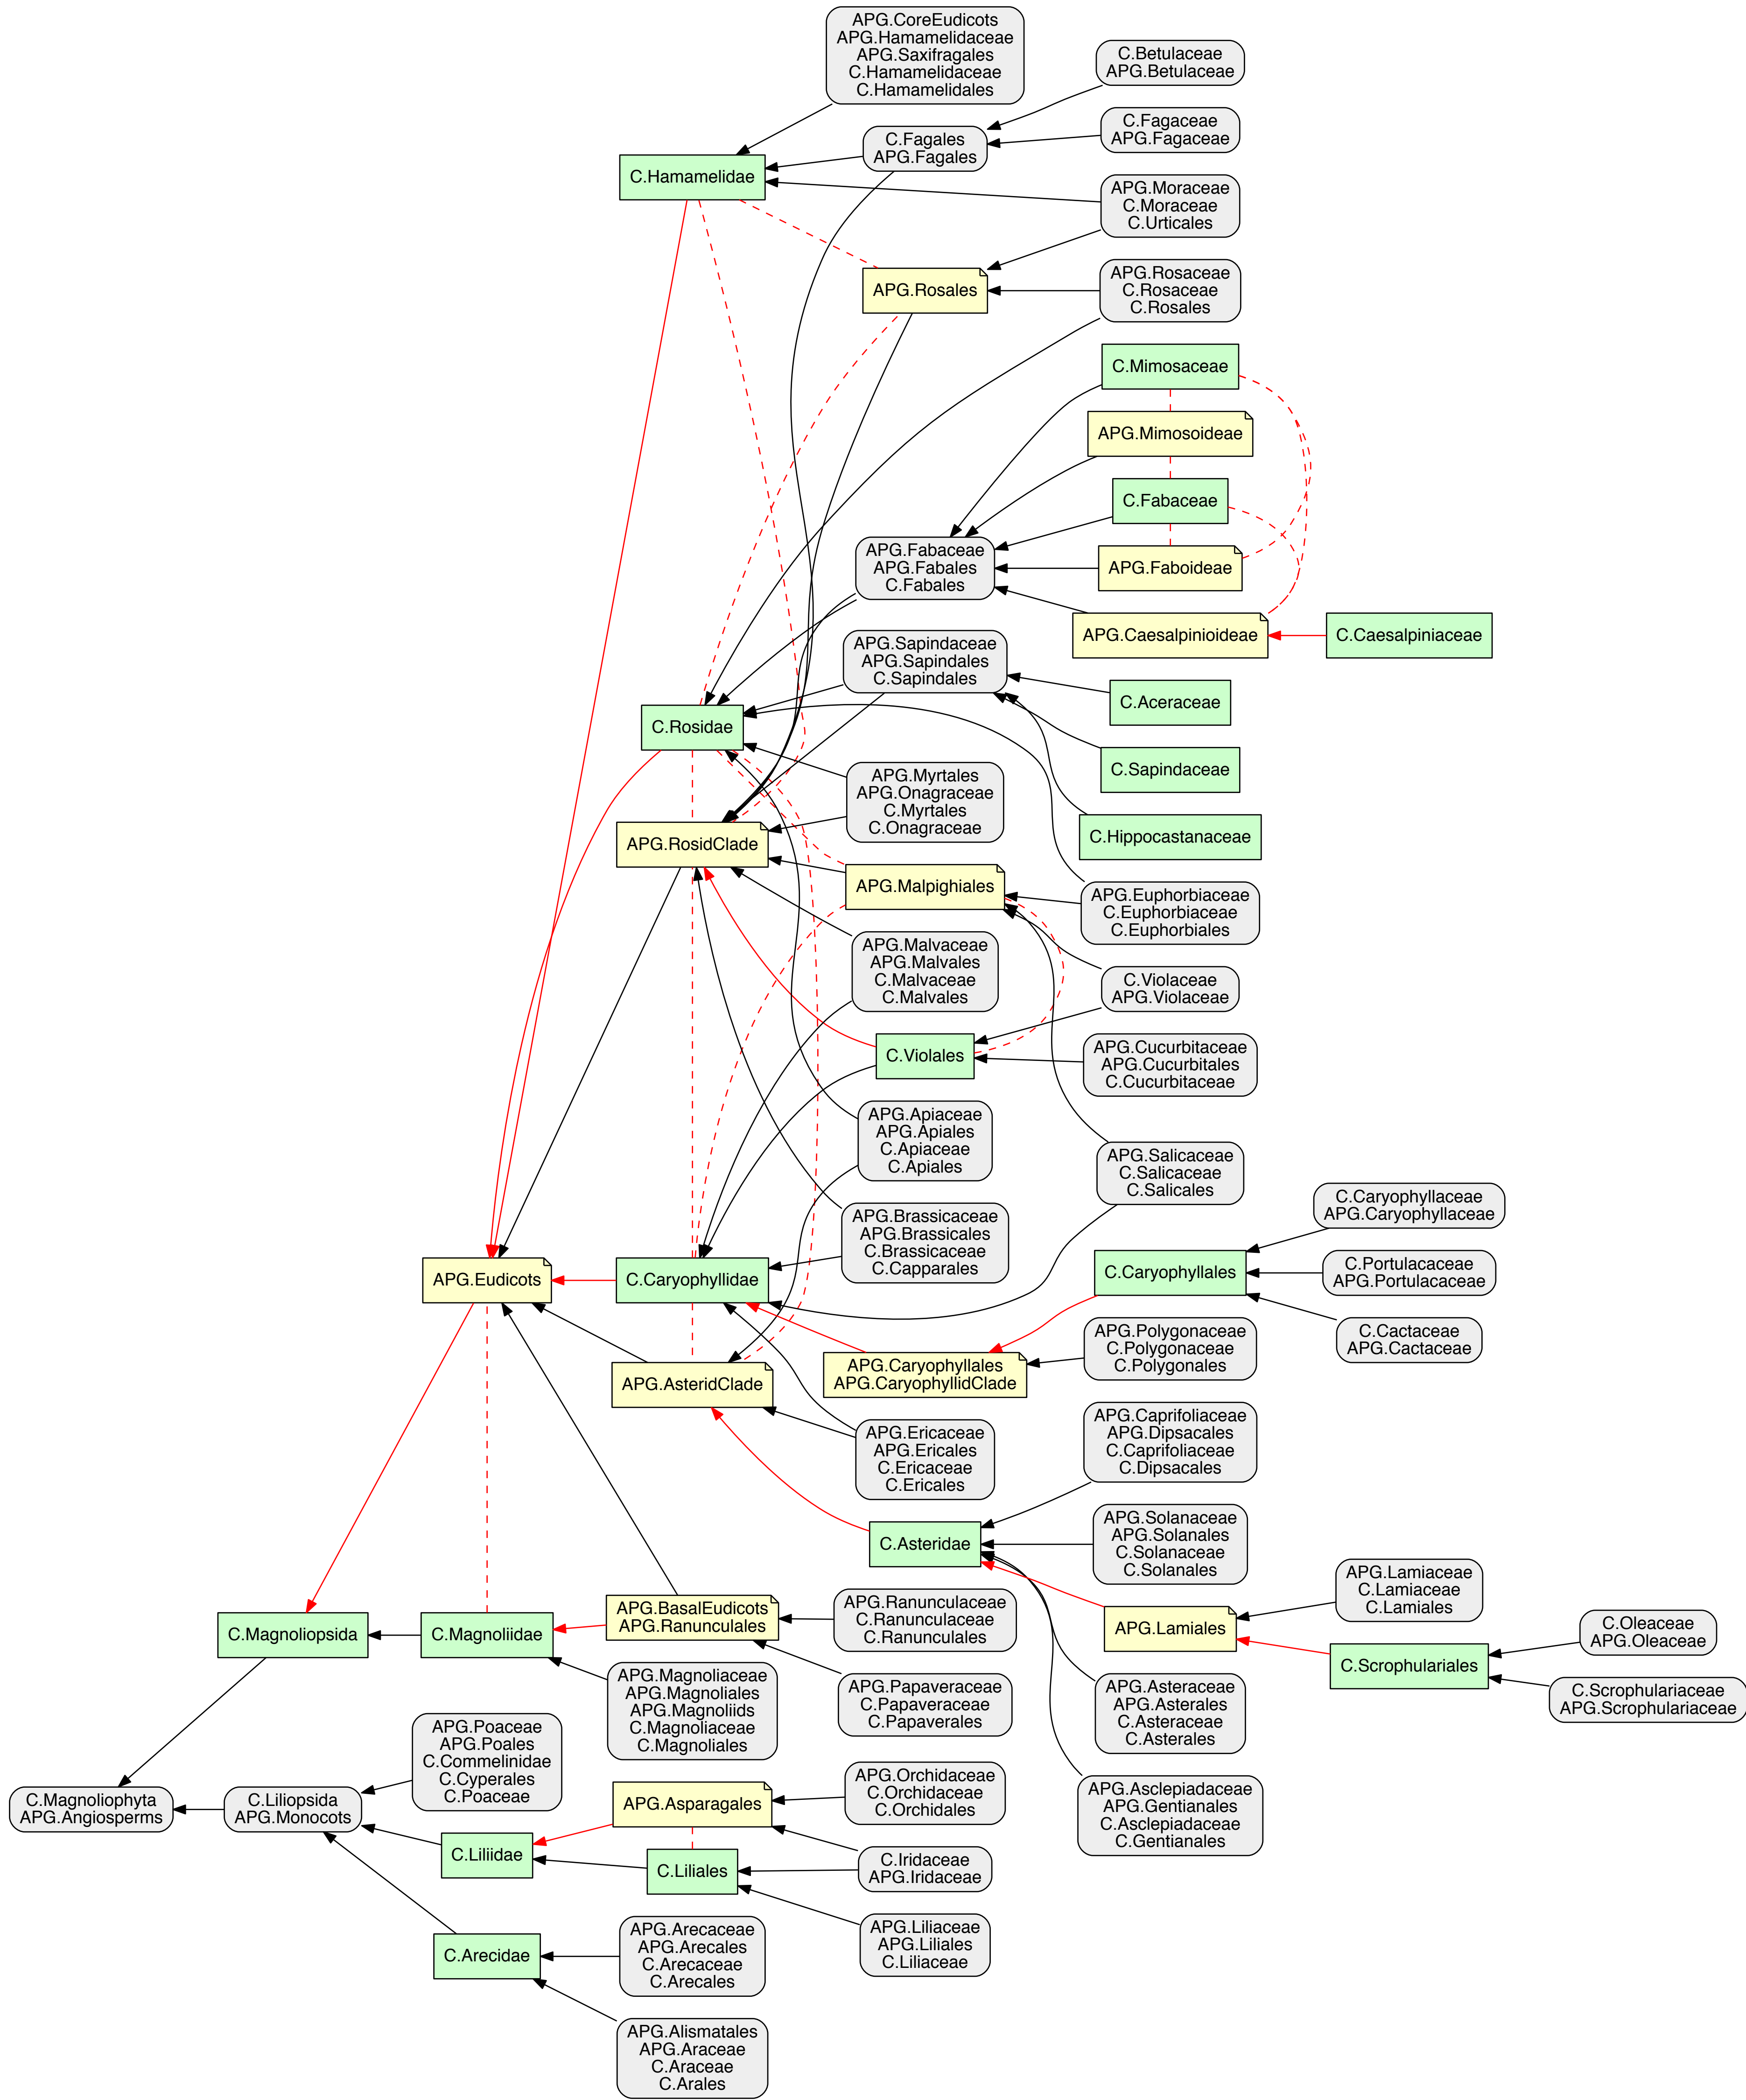 APG.CoreEudicots
APG.Hamamelidaceae
APG.Saxifragales
C.Hamamelidaceae
C.Hamamelidales
C.Betulaceae
APG.Betulaceae
C.Fagaceae
APG.Fagaceae
C.Fagales
APG.Fagales
C.Hamamelidae
APG.Moraceae
C.Moraceae
C.Urticales
APG.Rosales
APG.Rosaceae
C.Rosaceae
C.Rosales
C.Mimosaceae
APG.Mimosoideae
C.Fabaceae
APG.Fabaceae
APG.Fabales
C.Fabales
APG.Faboideae
APG.Caesalpinioideae
C.Caesalpiniaceae
APG.Sapindaceae
APG.Sapindales
C.Sapindales
C.Aceraceae
C.Rosidae
C.Sapindaceae
APG.Myrtales
APG.Onagraceae
C.Myrtales
C.Onagraceae
C.Hippocastanaceae
APG.RosidClade
APG.Malpighiales
APG.Euphorbiaceae
C.Euphorbiaceae
C.Euphorbiales
APG.Malvaceae
APG.Malvales
C.Malvaceae
C.Malvales
C.Violaceae
APG.Violaceae
C.Violales
APG.Cucurbitaceae
APG.Cucurbitales
C.Cucurbitaceae
APG.Apiaceae
APG.Apiales
C.Apiaceae
C.Apiales
APG.Salicaceae
C.Salicaceae
C.Salicales
C.Caryophyllaceae
APG.Caryophyllaceae
APG.Brassicaceae
APG.Brassicales
C.Brassicaceae
C.Capparales
APG.Eudicots
C.Caryophyllidae
C.Caryophyllales
C.Portulacaceae
APG.Portulacaceae
C.Cactaceae
APG.Cactaceae
APG.Polygonaceae
C.Polygonaceae
C.Polygonales
APG.AsteridClade
APG.Caryophyllales
APG.CaryophyllidClade
APG.Caprifoliaceae
APG.Dipsacales
C.Caprifoliaceae
C.Dipsacales
APG.Ericaceae
APG.Ericales
C.Ericaceae
C.Ericales
C.Asteridae
APG.Solanaceae
APG.Solanales
C.Solanaceae
C.Solanales
APG.Lamiaceae
C.Lamiaceae
C.Lamiales
C.Magnoliopsida
C.Magnoliidae
APG.BasalEudicots
APG.Ranunculales
APG.Ranunculaceae
C.Ranunculaceae
C.Ranunculales
APG.Lamiales
C.Oleaceae
APG.Oleaceae
C.Scrophulariales
C.Scrophulariaceae
APG.Scrophulariaceae
APG.Magnoliaceae
APG.Magnoliales
APG.Magnoliids
C.Magnoliaceae
C.Magnoliales
APG.Papaveraceae
C.Papaveraceae
C.Papaverales
APG.Asteraceae
APG.Asterales
C.Asteraceae
C.Asterales
APG.Poaceae
APG.Poales
C.Commelinidae
C.Cyperales
C.Poaceae
C.Magnoliophyta
APG.Angiosperms
C.Liliopsida
APG.Monocots
APG.Asparagales
APG.Orchidaceae
C.Orchidaceae
C.Orchidales
APG.Asclepiadaceae
APG.Gentianales
C.Asclepiadaceae
C.Gentianales
C.Liliidae
C.Liliales
C.Iridaceae
APG.Iridaceae
APG.Liliaceae
APG.Liliales
C.Liliaceae
C.Arecidae
APG.Arecaceae
APG.Arecales
C.Arecaceae
C.Arecales
APG.Alismatales
APG.Araceae
C.Araceae
C.Arales